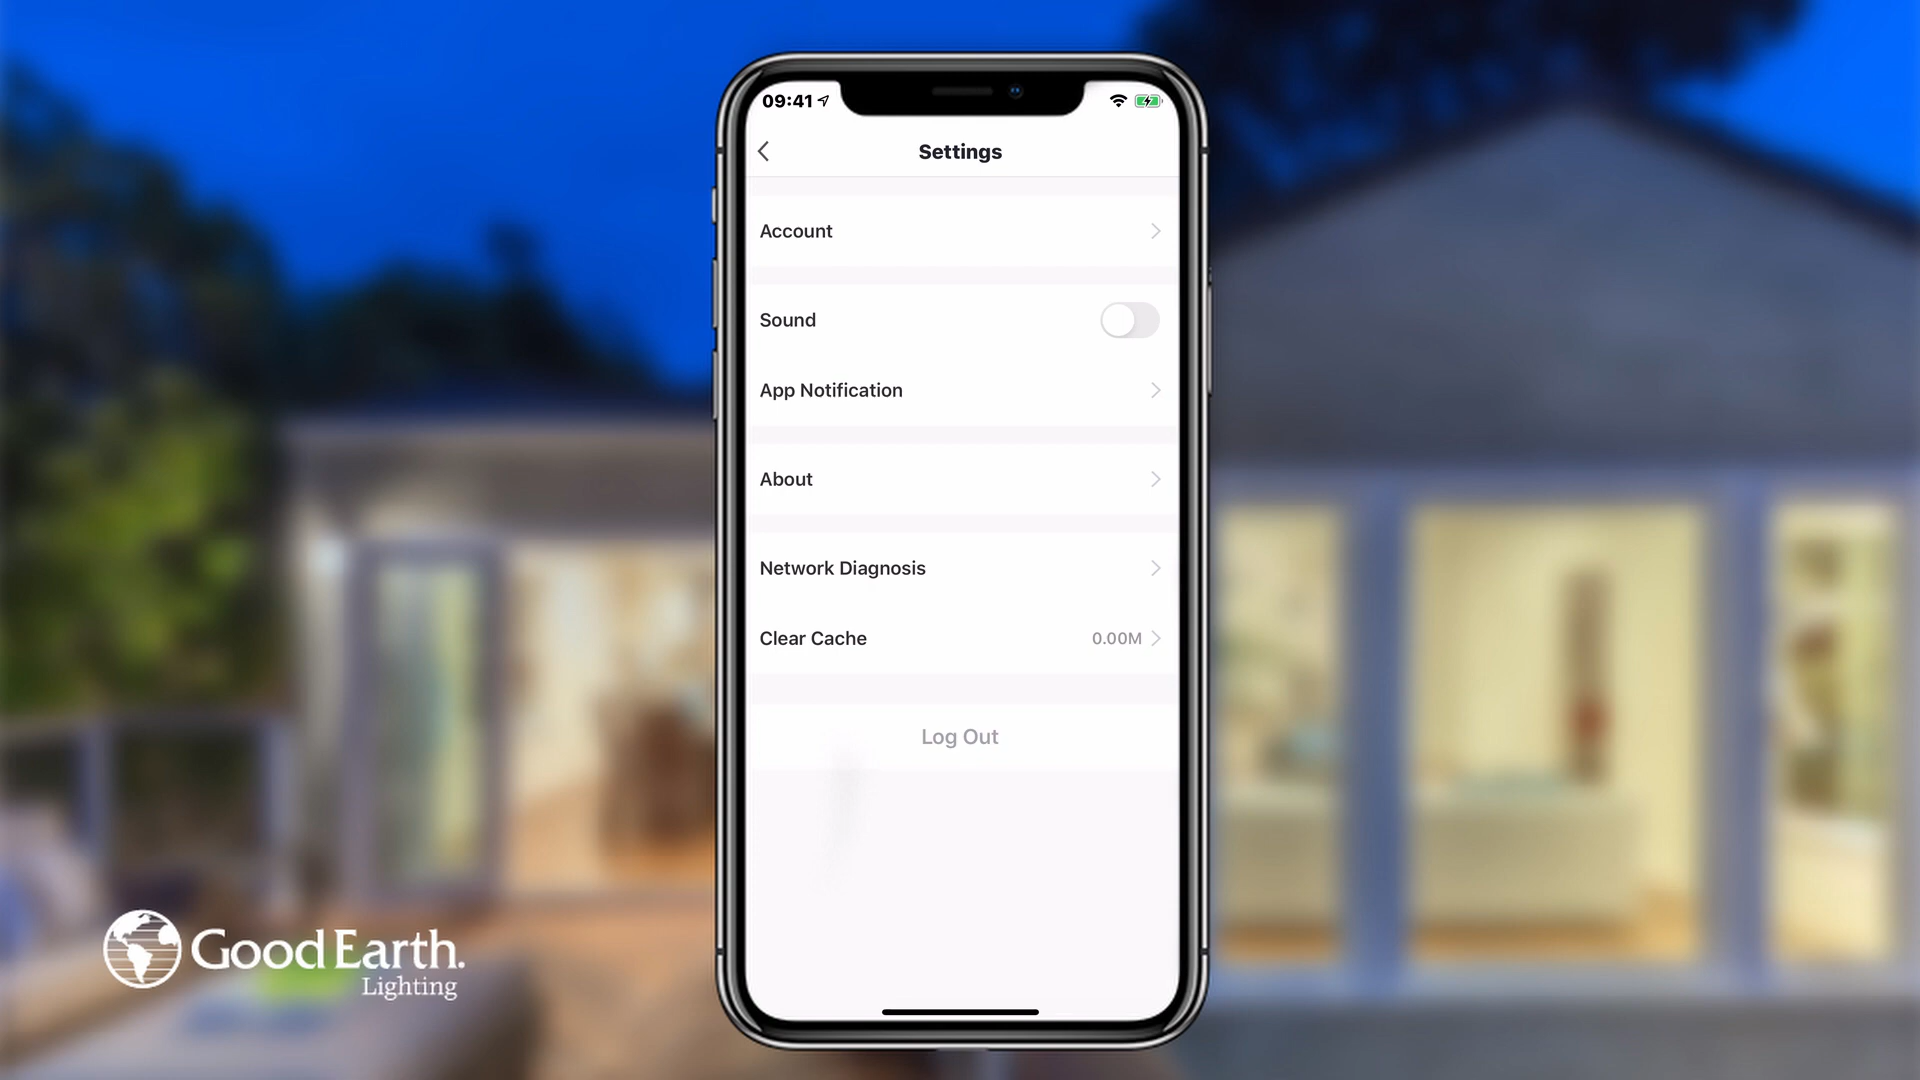 09:41
Settings
Account
Sound
App Notification
About
Network Diagnosis
Clear Cache 0.00M
Log Out
Good Earth.
Lighting